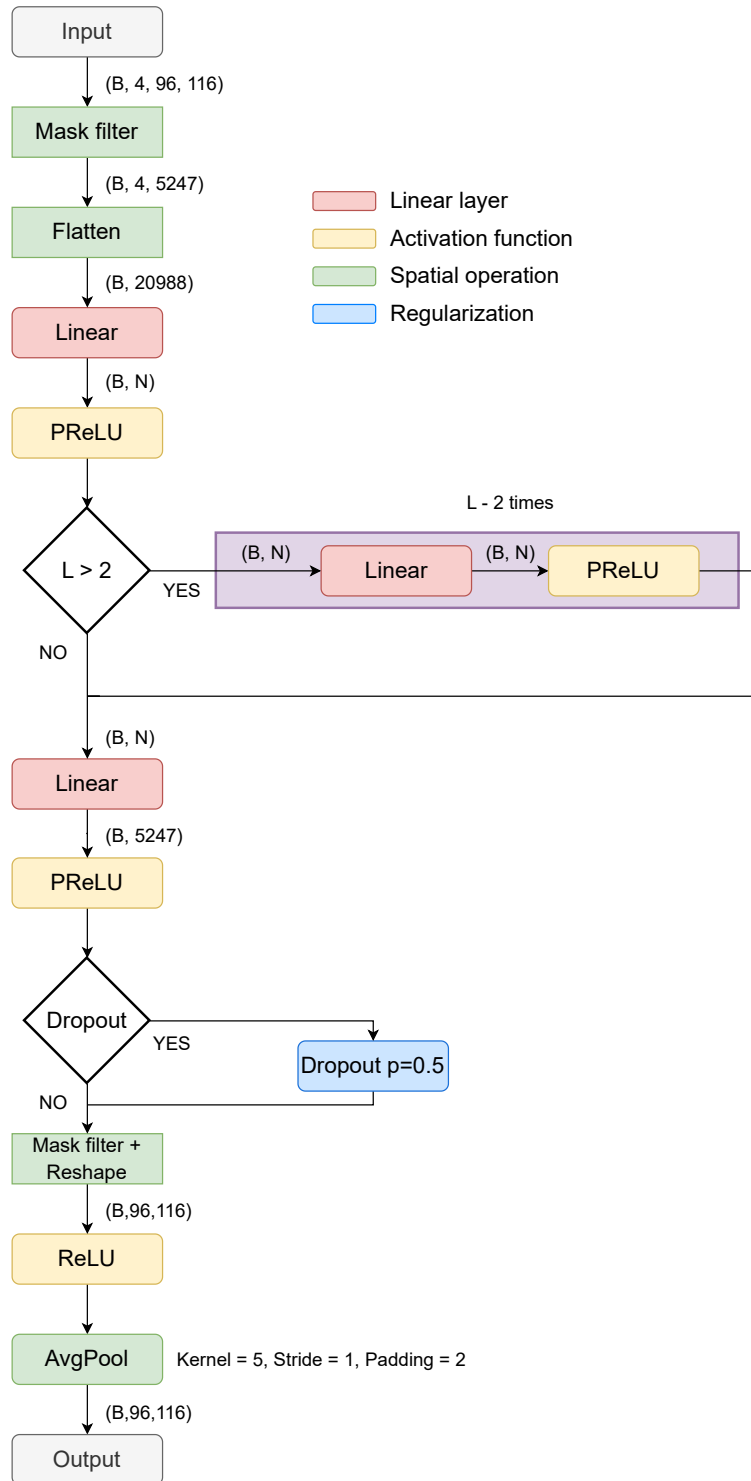 Input
(B, 4, 96, 116)
Mask filter
(B, 4, 5247)
Flatten
(B, 20988)
Linear
(B, N)
PReLU
Linear layer
Activation function
Spatial operation
Regularization
L > 2
YES
NO
L - 2 times
(B, N)
Linear
(B, N)
PReLU
(B, N)
Linear
(B, 5247)
PReLU
Dropout
YES
NO
Dropout p=0.5
Mask filter +
Reshape
(B,96,116)
ReLU
AvgPool
Kernel = 5, Stride = 1, Padding = 2
(B,96,116)
Output